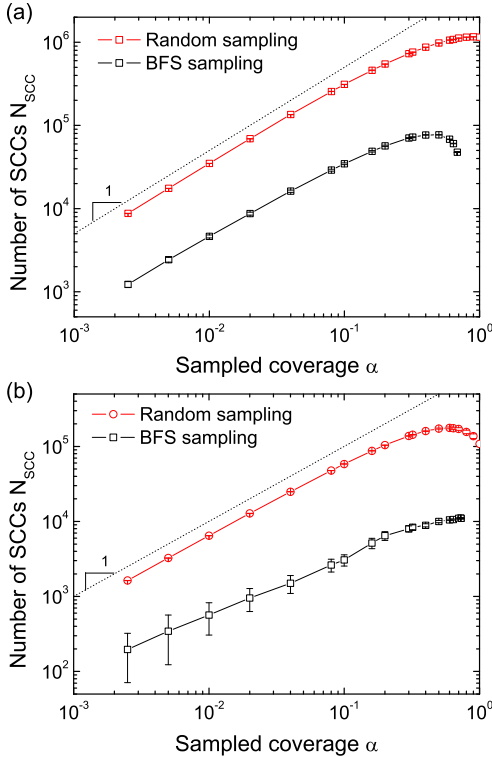 (a)
Random sampling
BFS sampling
Number of SCCs N_SCC
10^6
10^5
10^4
10^3
1
10^-3 10^-2 10^-1 10^0
Sampled coverage α
(b)
Random sampling
BFS sampling
Number of SCCs N_SCC
10^5
10^4
10^3
10^2
1
10^-3 10^-2 10^-1 10^0
Sampled coverage α